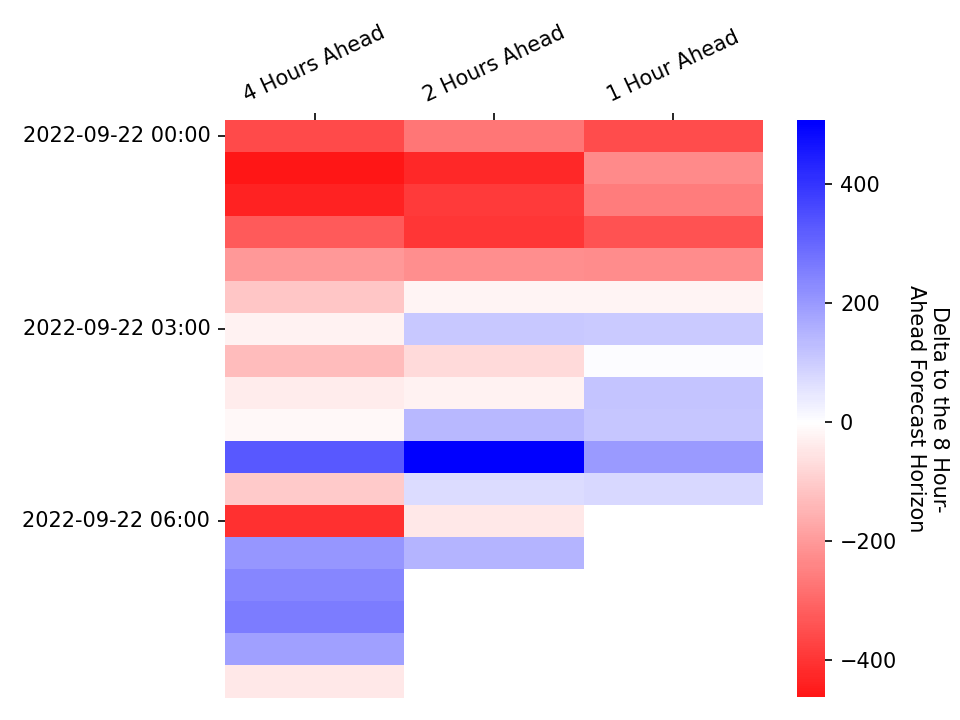 4 Hours Ahead
2 Hours Ahead
1 Hour Ahead
2022-09-22 00:00
2022-09-22 03:00
2022-09-22 06:00
400
200
0
−200
−400
Delta to the 8 Hour-
Ahead Forecast Horizon